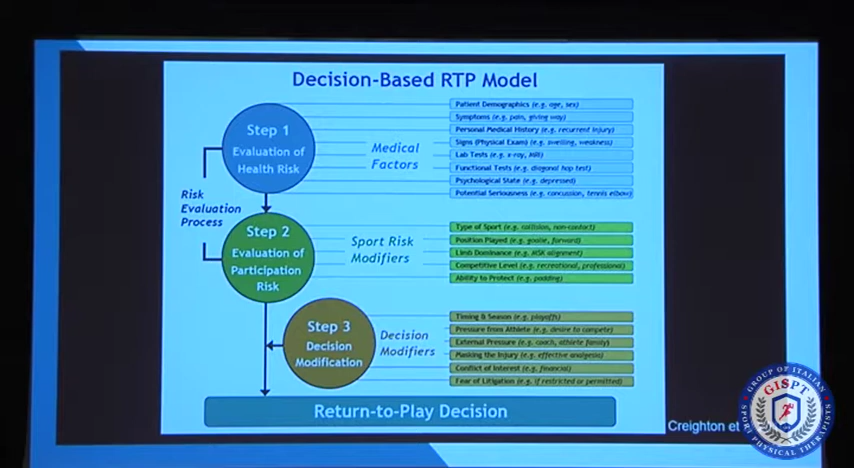 Decision-Based RTP Model
Step 1
Evaluation of
Health Risk
Medical
Factors
Patient Demographics (e.g. age, sex)
Symptoms (e.g. pain, giving way)
Personal Medical History (e.g. recurrent injury)
Signs (Physical Exam) (e.g. swelling, weakness)
Lab Tests (e.g. x-ray, MRI)
Functional Tests (e.g. diagonal hop test)
Psychological State (e.g. depressed)
Potential Seriousness (e.g. concussion, tennis elbow)
Risk
Evaluation
Process
Step 2
Evaluation of
Participation
Risk
Sport Risk
Modifiers
Type of Sport (e.g. collision, non-contact)
Position Played (e.g. goalie, forward)
Limb Dominance (e.g. MSK alignment)
Competitive Level (e.g. recreational, professional)
Ability to Protect (e.g. padding)
Step 3
Decision
Modification
Decision
Modifiers
Timing & Season (e.g. playoffs)
Pressure from Athlete (e.g. desire to compete)
External Pressure (e.g. coach, athlete family)
Masking the Injury (e.g. effective analgesia)
Conflict of Interest (e.g. financial)
Fear of Litigation (e.g. if restricted or permitted)
Return-to-Play Decision
Creighton et
GROUP OF ITALIAN
GISPT
SPORT PHYSICAL THERAPISTS